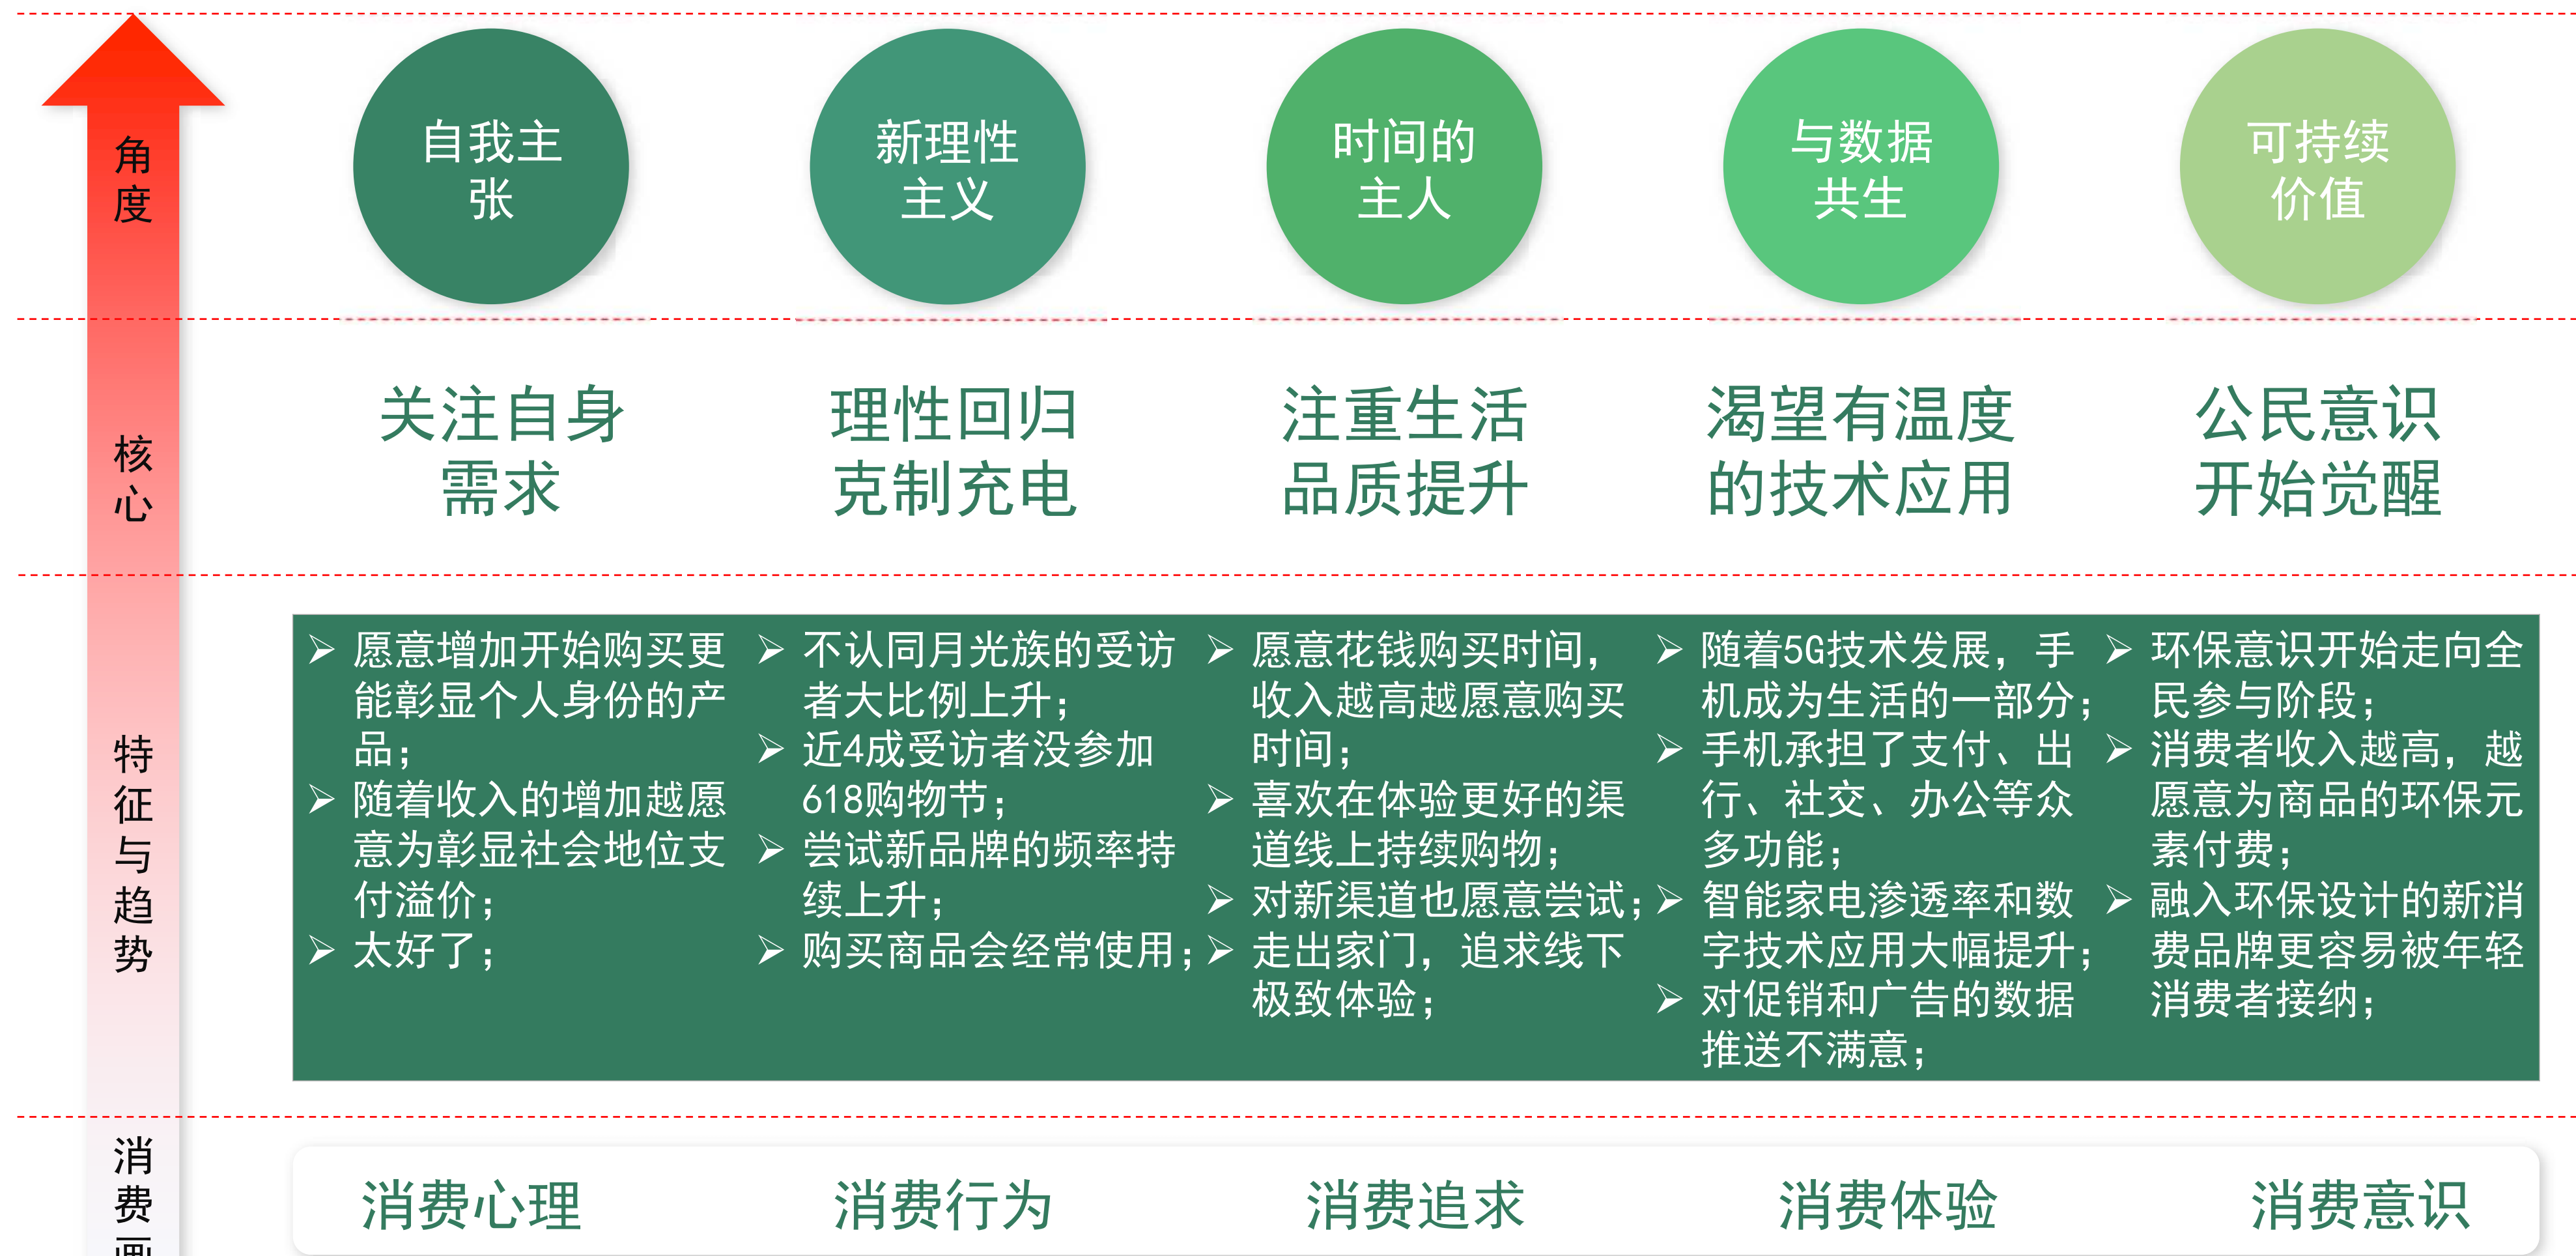 角
度
自我主
张
新理性
主义
时间的
主人
与数据
共生
可持续
价值
核
心
关注自身
需求
理性回归
克制充电
注重生活
品质提升
渴望有温度
的技术应用
公民意识
开始觉醒
特
征
与
趋
势
➢ 愿意增加开始购买更
能彰显个人身份的产
品；
➢ 随着收入的增加越愿
意为彰显社会地位支
付溢价；
➢ 太好了；
➢ 不认同月光族的受访
者大比例上升；
➢ 近4成受访者没参加
618购物节；
➢ 尝试新品牌的频率持
续上升；
➢ 购买商品会经常使用；
➢ 愿意花钱购买时间，
收入越高越愿意购买
时间；
➢ 喜欢在体验更好的渠
道线上持续购物；
➢ 对新渠道也愿意尝试；
➢ 走出家门，追求线下
极致体验；
➢ 随着5G技术发展，手
机成为生活的一部分；
➢ 手机承担了支付、出
行、社交、办公等众
多功能；
➢ 智能家电渗透率和数
字技术应用大幅提升；
➢ 对促销和广告的数据
推送不满意；
➢ 环保意识开始走向全
民参与阶段；
➢ 消费者收入越高，越
愿意为商品的环保元
素付费；
➢ 融入环保设计的新消
费品牌更容易被年轻
消费者接纳；
消
费
画
消费心理
消费行为
消费追求
消费体验
消费意识